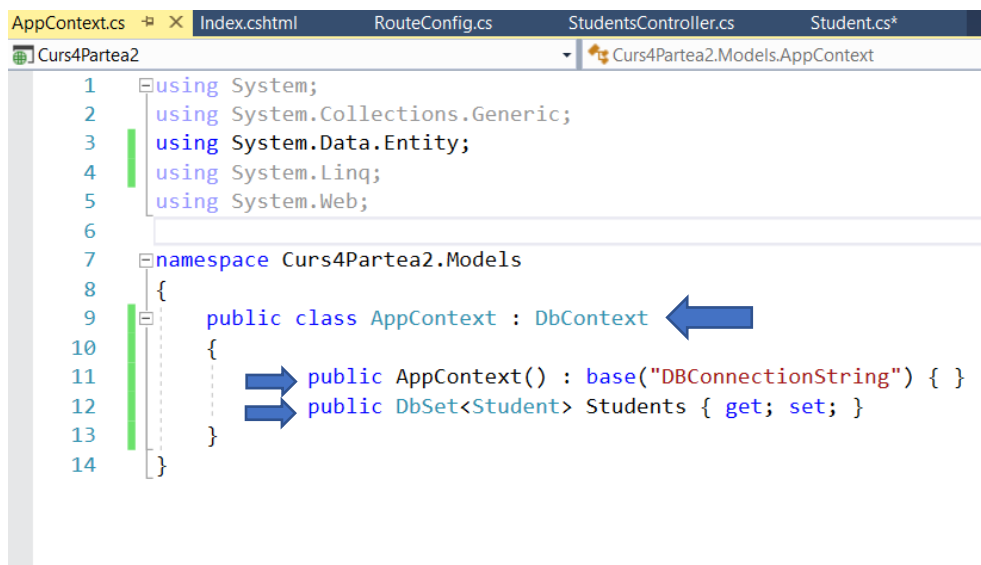 AppContext.cs Index.cshtml RouteConfig.cs StudentsController.cs Student.cs*
Curs4Partea2 Curs4Partea2.Models.AppContext
1 using System;
2 using System.Collections.Generic;
3 using System.Data.Entity;
4 using System.Linq;
5 using System.Web;
6
7 namespace Curs4Partea2.Models
8 {
9 public class AppContext : DbContext
10 {
11 public AppContext() : base("DBConnectionString") { }
12 public DbSet<Student> Students { get; set; }
13 }
14 }